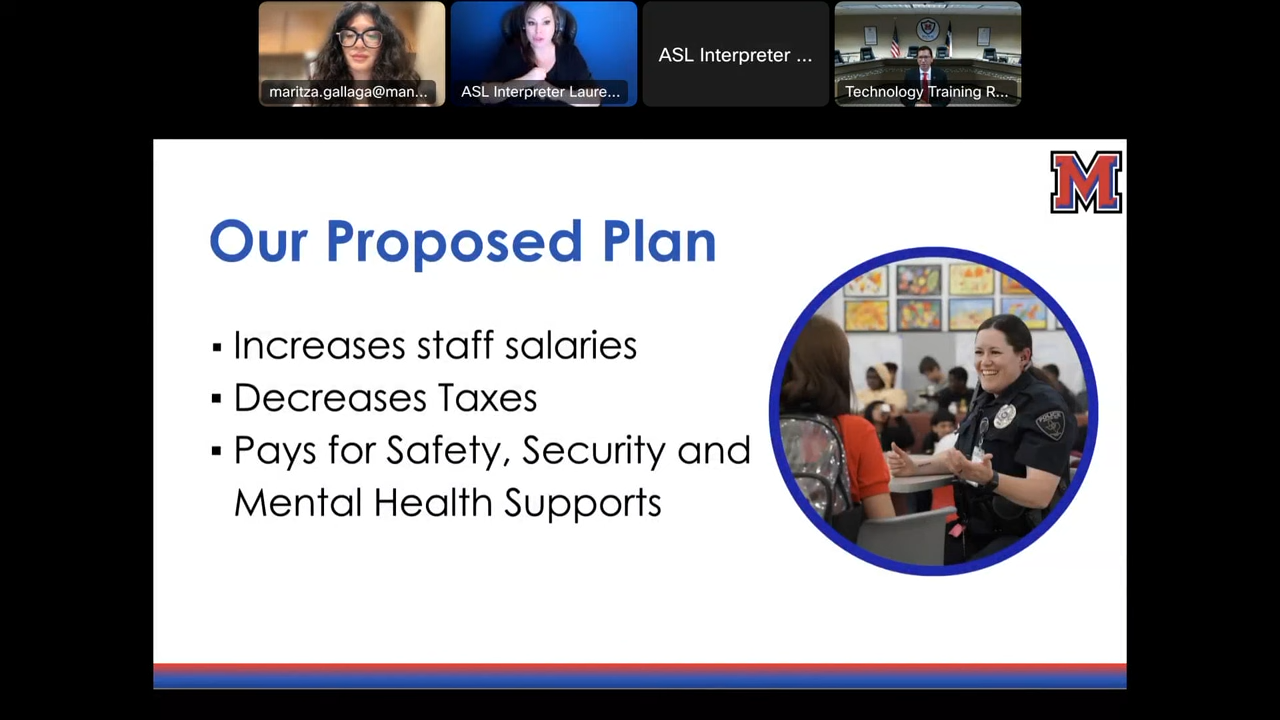 maritza.gallaga@man...
ASL Interpreter Laure...
ASL Interpreter ...
Technology Training R...
M
Our Proposed Plan
▪ Increases staff salaries
▪ Decreases Taxes
▪ Pays for Safety, Security and
Mental Health Supports
POLICE